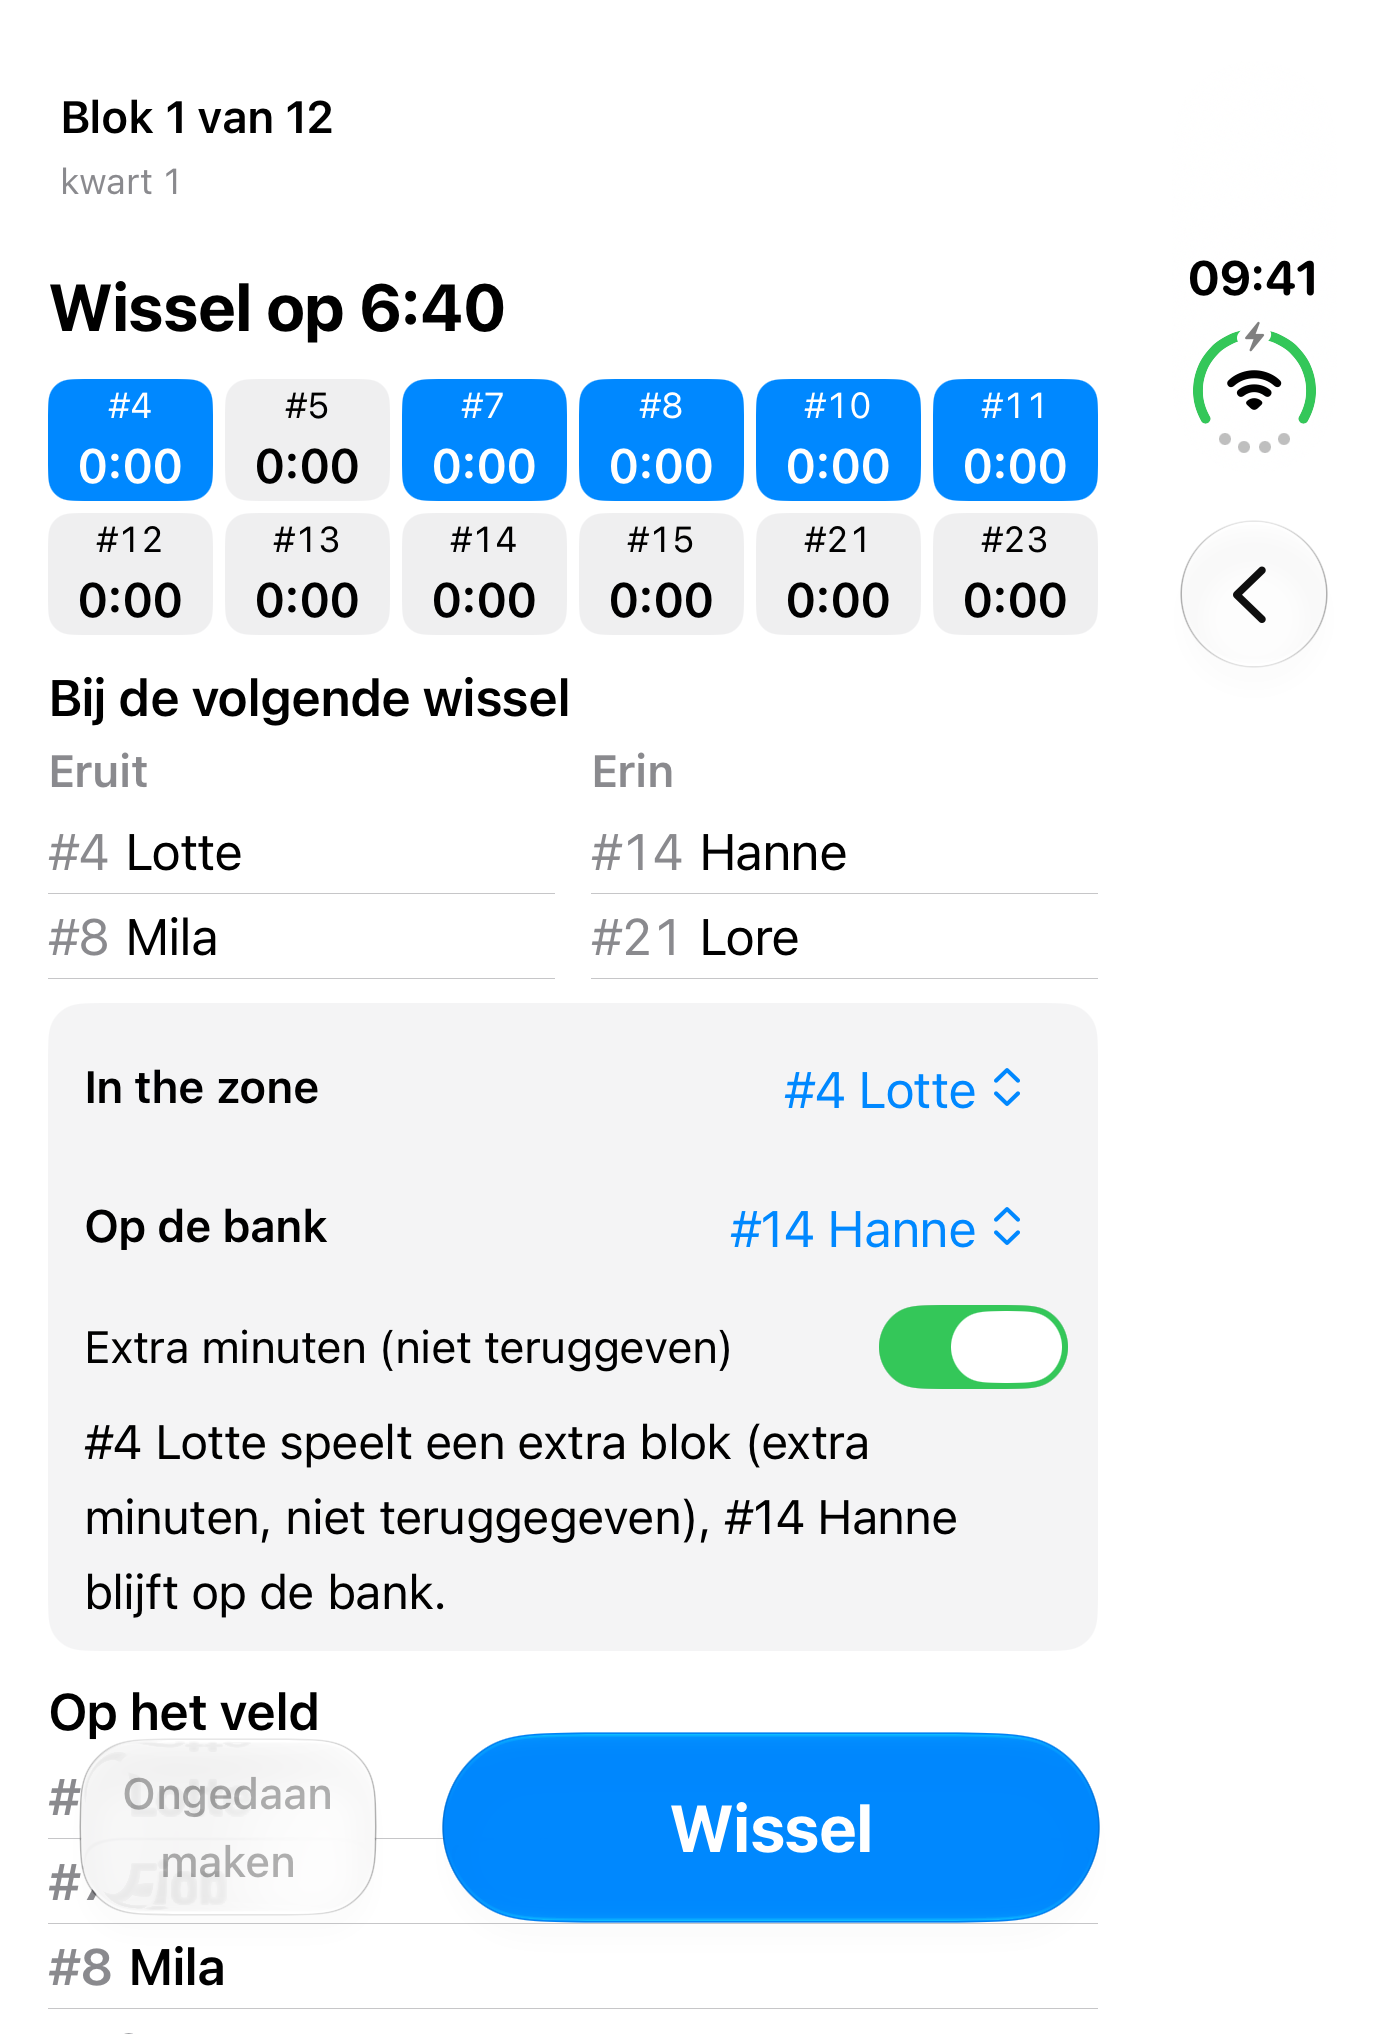 Blok 1 van 12
kwart 1
09:41
Wissel op 6:40
#4 #5 #7 #8 #10 #11
0:00 0:00 0:00 0:00 0:00 0:00
#12 #13 #14 #15 #21 #23
0:00 0:00 0:00 0:00 0:00 0:00
Bij de volgende wissel
Eruit Erin
#4 Lotte #14 Hanne
#8 Mila #21 Lore
In the zone #4 Lotte
Op de bank #14 Hanne
Extra minuten (niet teruggeven)
#4 Lotte speelt een extra blok (extra
minuten, niet teruggegeven), #14 Hanne
blijft op de bank.
Op het veld
Ongedaan
maken
Wissel
#8 Mila